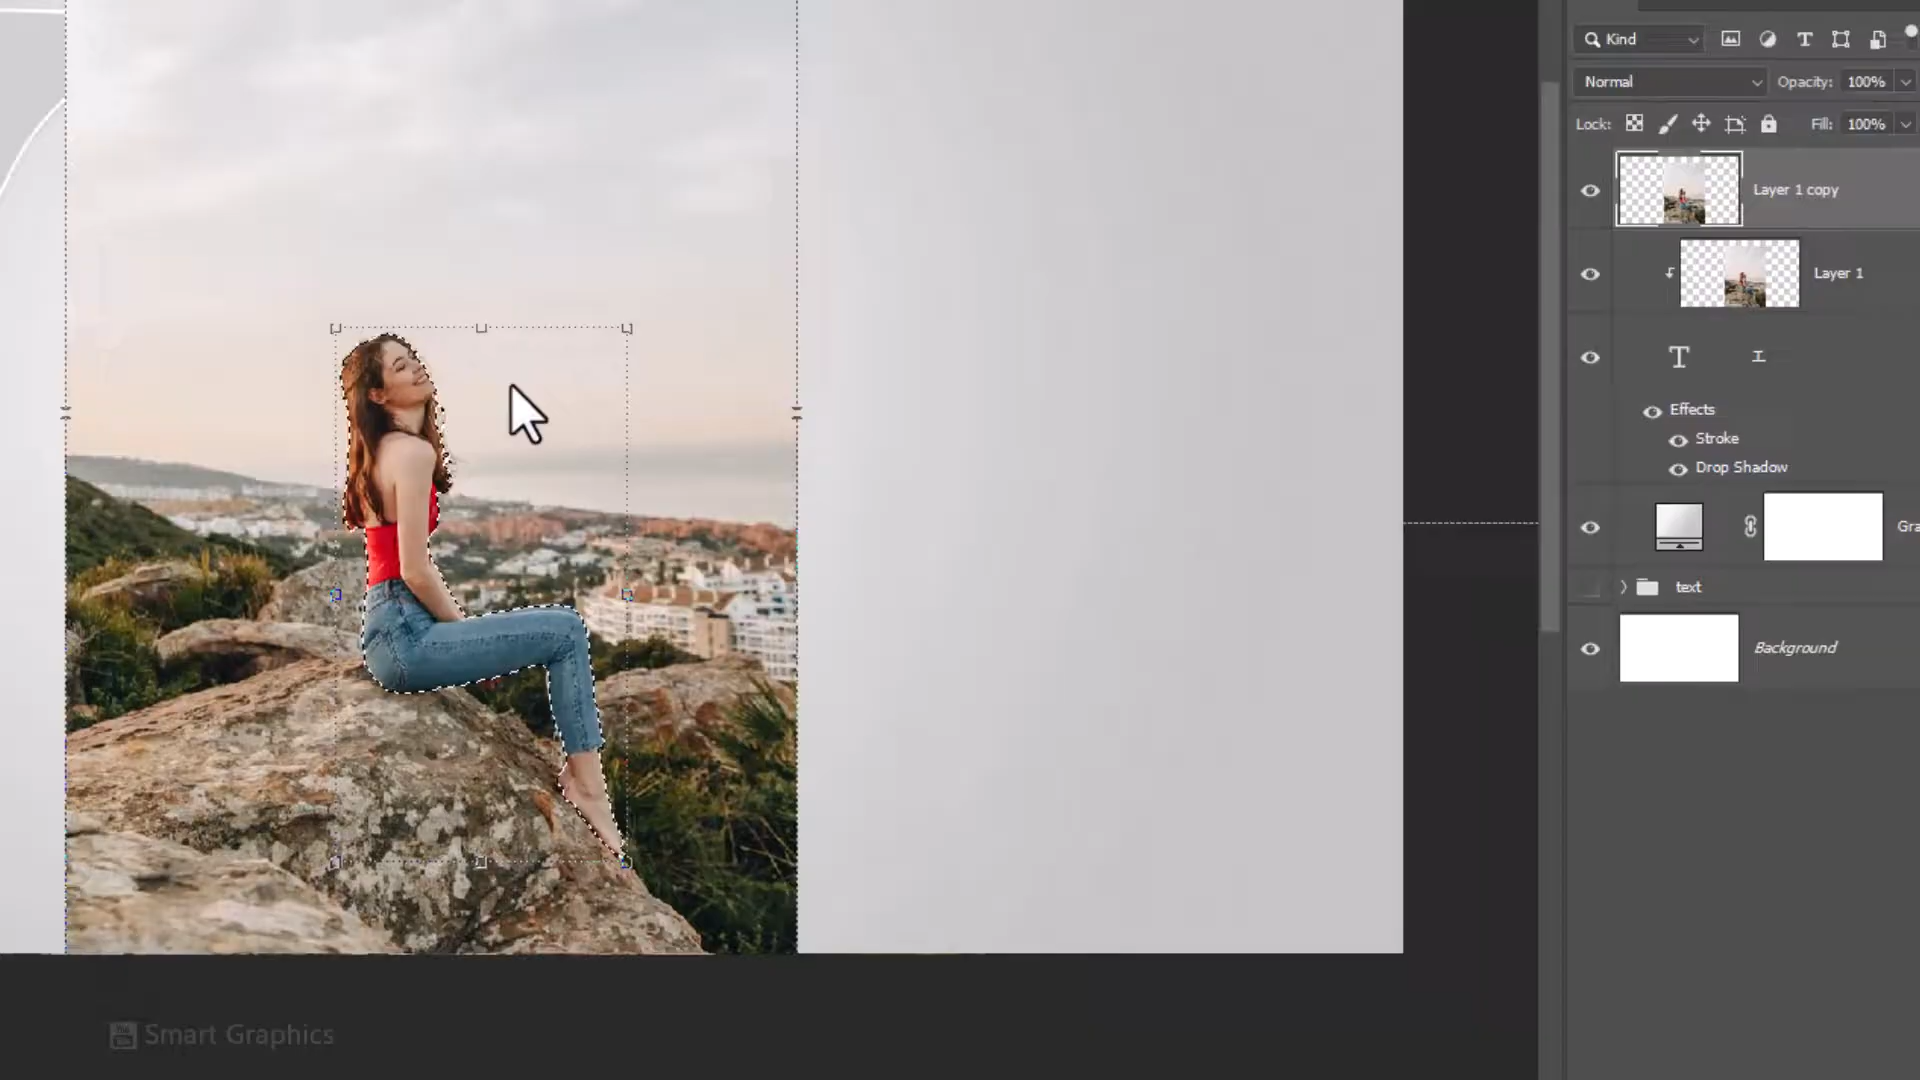 Kind
Normal
Opacity: 100%
Lock:
Fill: 100%
Layer 1 copy
Layer 1
T
I
Effects
Stroke
Drop Shadow
Gra
text
Background
Smart Graphics